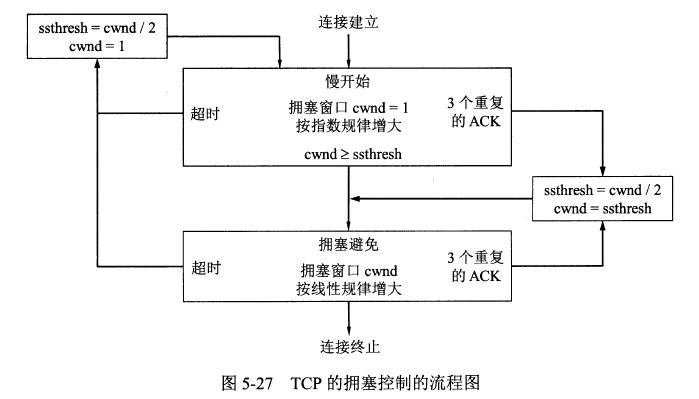 连接建立
ssthresh = cwnd / 2
cwnd = 1
慢开始
超时
拥塞窗口 cwnd = 1
按指数规律增大
3 个重复
的 ACK
cwnd ≥ ssthresh
ssthresh = cwnd / 2
cwnd = ssthresh
拥塞避免
超时
拥塞窗口 cwnd
按线性规律增大
3 个重复
的 ACK
连接终止
图 5-27 TCP 的拥塞控制的流程图